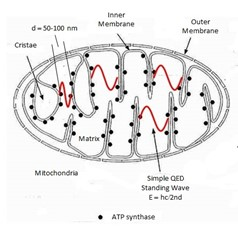 d = 50-100 nm
Inner
Membrane
Outer
Membrane
Cristae
Matrix
Mitochondria
Simple QED
Standing Wave
E = hc/2nd
ATP synthase